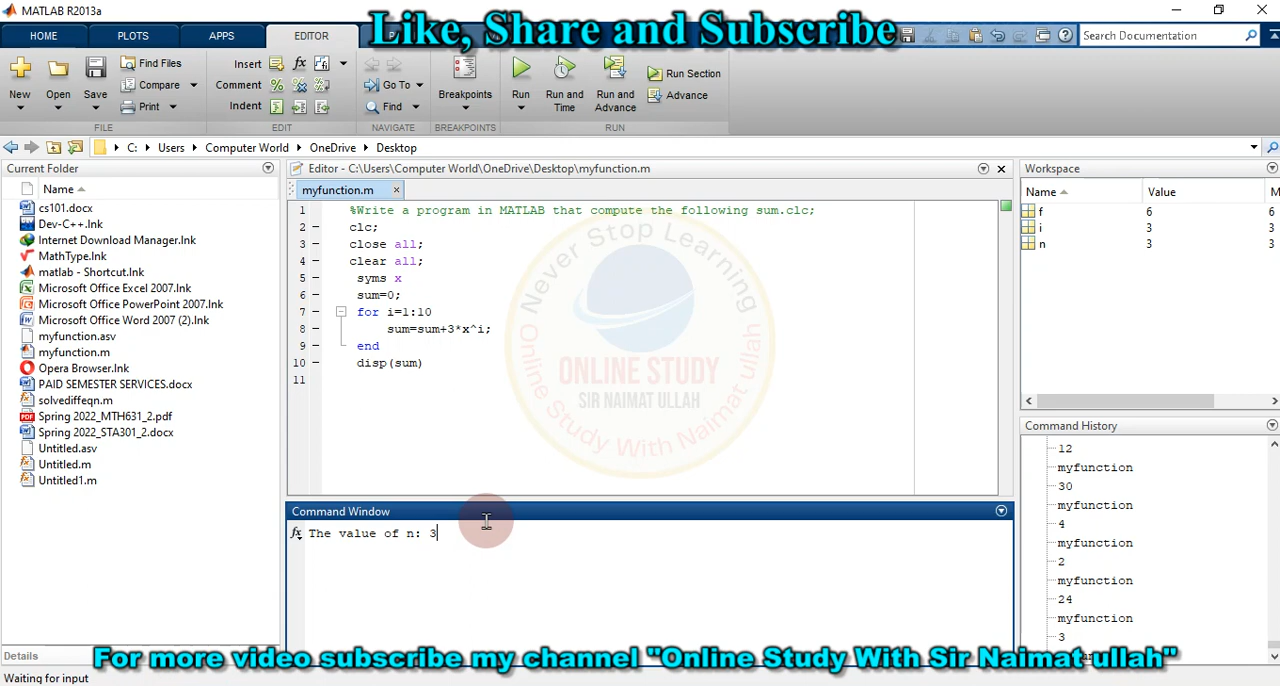 MATLAB R2013a
Like, Share and Subscribe
HOME PLOTS APPS EDITOR Search Documentation
Find Files Insert fx Run Section
New Open Save Compare Comment Go To Breakpoints Run Run and Time Run and Advance Advance
Print Indent Find
FILE EDIT NAVIGATE BREAKPOINTS RUN
C: Users Computer World OneDrive Desktop
Current Folder
Name
cs101.docx
Dev-C++.lnk
Internet Download Manager.lnk
MathType.lnk
matlab - Shortcut.lnk
Microsoft Office Excel 2007.lnk
Microsoft Office PowerPoint 2007.lnk
Microsoft Office Word 2007 (2).lnk
myfunction.asv
myfunction.m
Opera Browser.lnk
PAID SEMESTER SERVICES.docx
solvediffeqn.m
Spring 2022_MTH631_2.pdf
Spring 2022_STA301_2.docx
Untitled.asv
Untitled.m
Untitled1.m
Details
Editor - C:\Users\Computer World\OneDrive\Desktop\myfunction.m
myfunction.m
1 %Write a program in MATLAB that compute the following sum.clc;
2 – clc;
3 – close all;
4 – clear all;
5 – syms x
6 – sum=0;
7 – for i=1:10
8 – sum=sum+3*x^i;
9 – end
10 – disp(sum)
11
Never Stop Learning
ONLINE STUDY
SIR NAIMAT ULLAH
Online Study With Naimat ullah
Command Window
fx The value of n: 3
Workspace
Name Value M
f 6 6
i 3 3
n 3 3
Command History
12
myfunction
30
myfunction
4
myfunction
2
myfunction
24
myfunction
3
For more video subscribe my channel "Online Study With Sir Naimat ullah"
Waiting for input